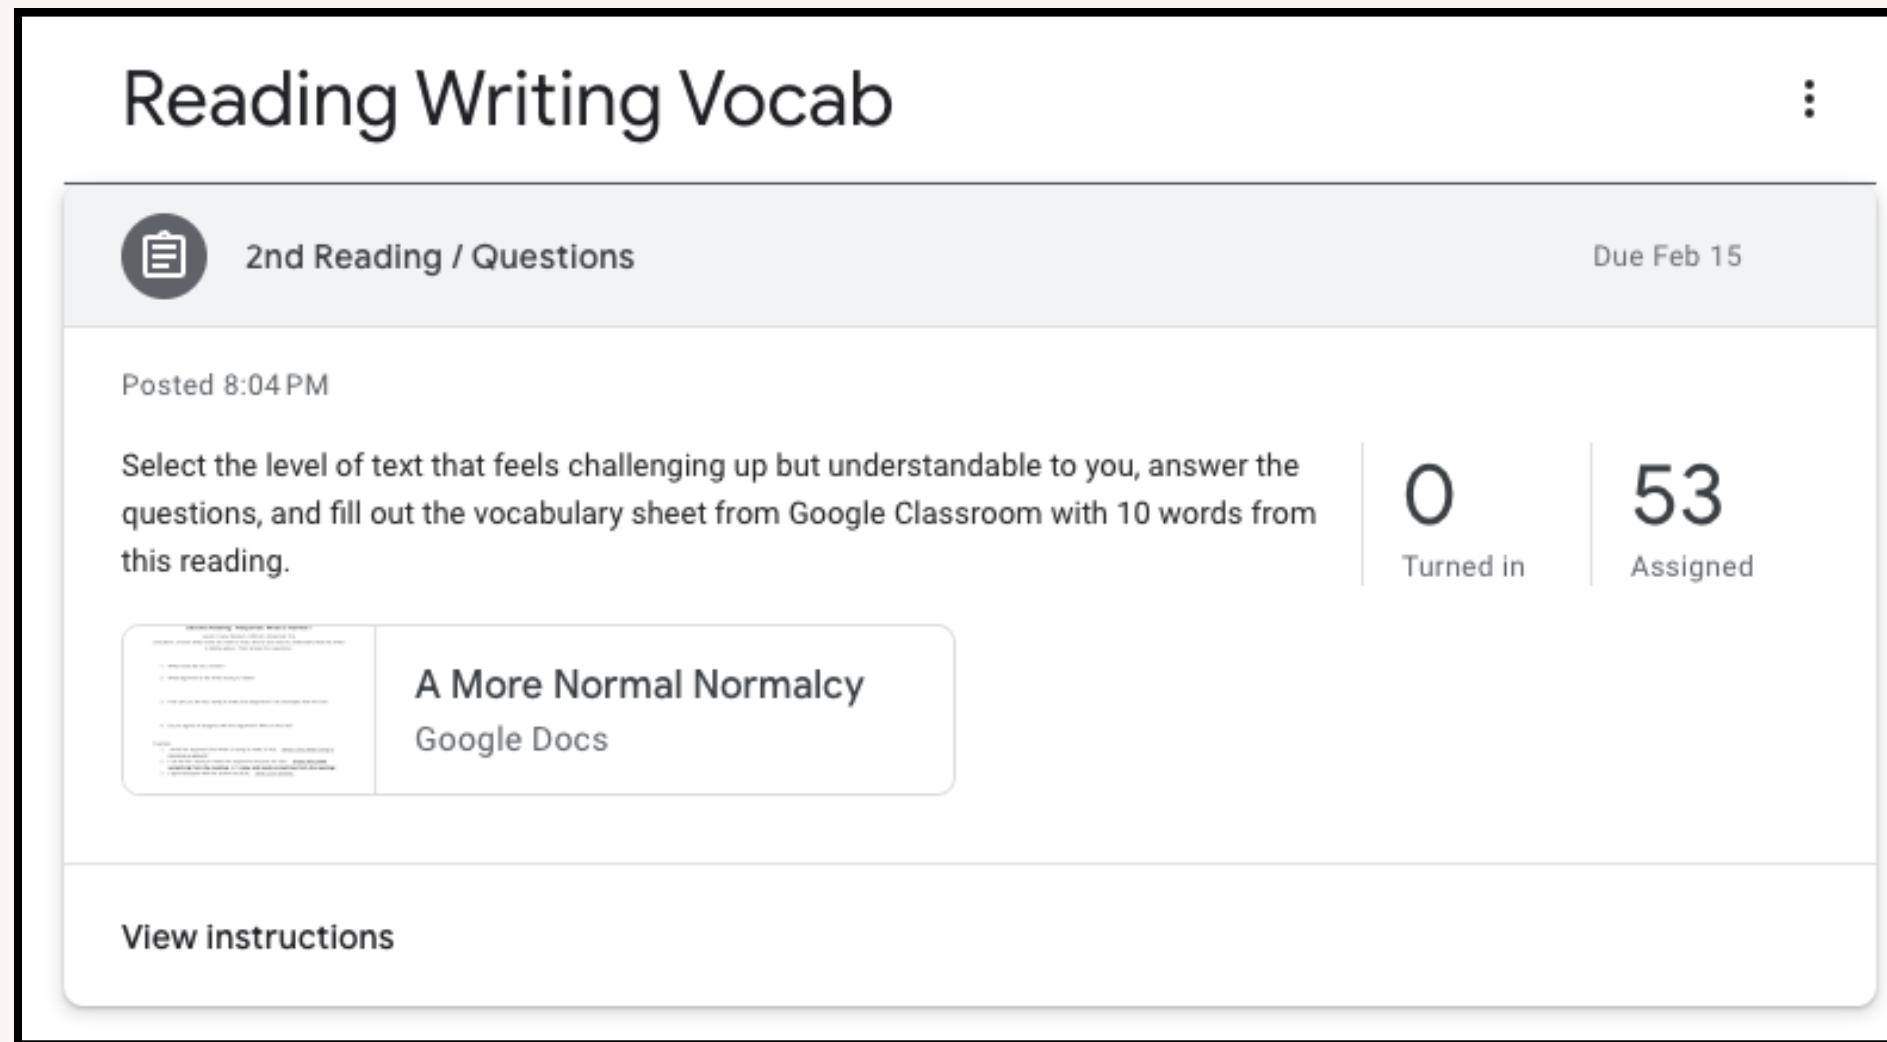 Reading Writing Vocab
2nd Reading / Questions
Due Feb 15
Posted 8:04 PM
Select the level of text that feels challenging up but understandable to you, answer the
questions, and fill out the vocabulary sheet from Google Classroom with 10 words from
this reading.
0
Turned in
53
Assigned
A More Normal Normalcy
Google Docs
View instructions